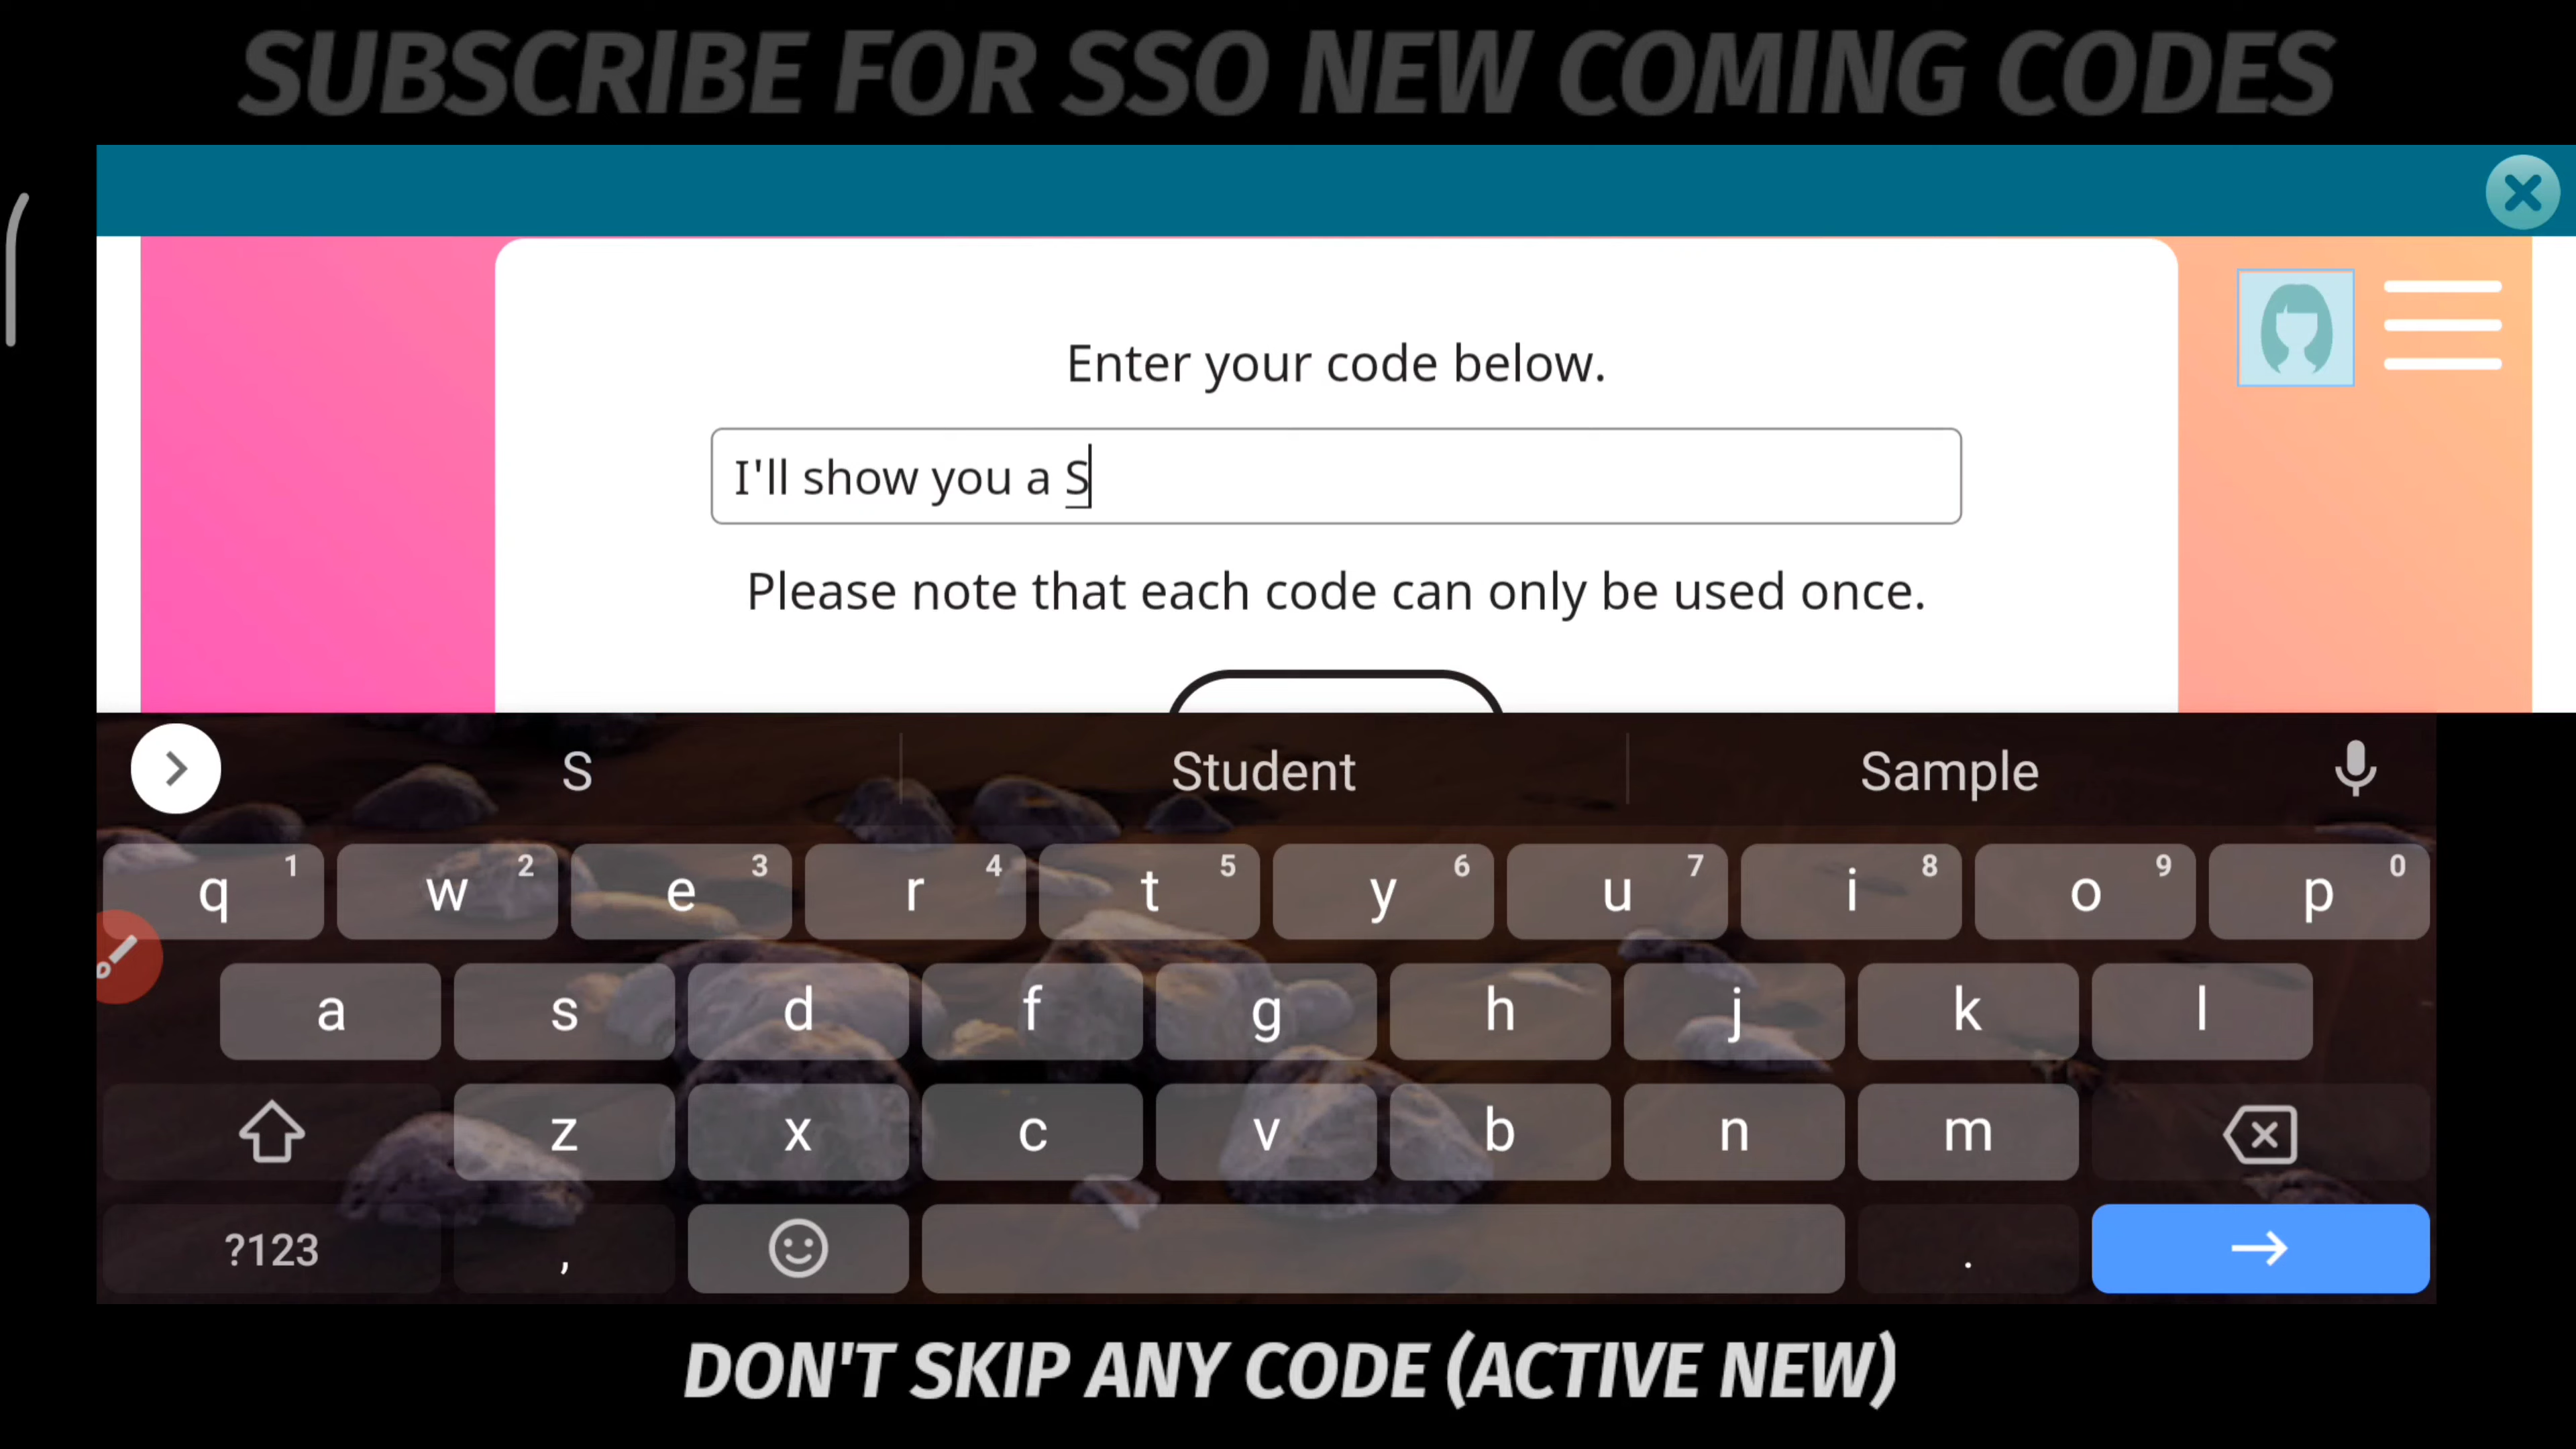 SUBSCRIBE FOR SSO NEW COMING CODES
Enter your code below.
I'll show you a S
Please note that each code can only be used once.
S Student Sample
q 1 w 2 e 3 r 4 t 5 y 6 u 7 i 8 o 9 p 0
a s d f g h j k l
z x c v b n m
?123 , .
DON'T SKIP ANY CODE (ACTIVE NEW)